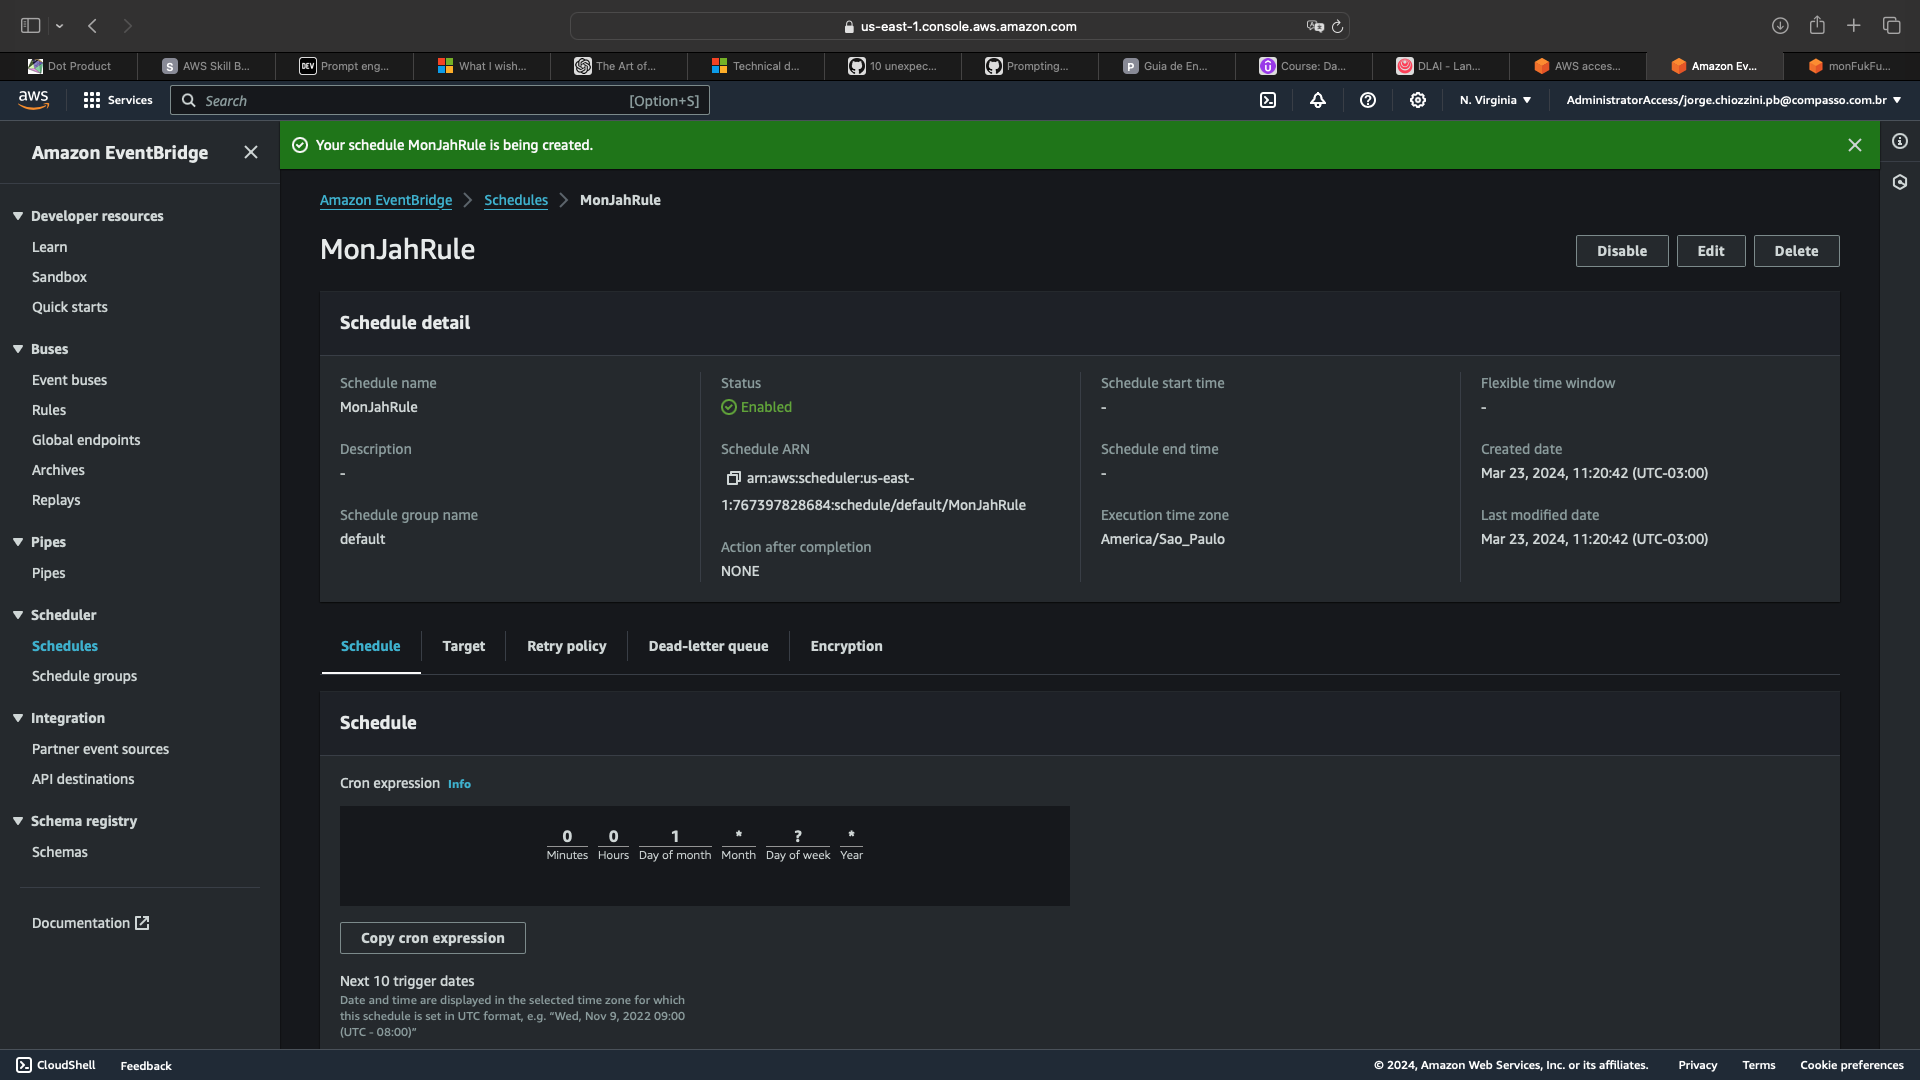 us-east-1.console.aws.amazon.com
Dot Product
AWS Skill B...
DEV Prompt eng...
What I wish...
The Art of...
Technical d...
10 unexpec...
Prompting...
P Guia de En...
Course: Da...
DLAI - Lan...
AWS acces...
Amazon Ev...
monFukFu...
aws
Services
Search
[Option+S]
N. Virginia
AdministratorAccess/jorge.chiozzini.pb@compasso.com.br
Amazon EventBridge
Developer resources
Learn
Sandbox
Quick starts
Buses
Event buses
Rules
Global endpoints
Archives
Replays
Pipes
Pipes
Scheduler
Schedules
Schedule groups
Integration
Partner event sources
API destinations
Schema registry
Schemas
Documentation
Your schedule MonJahRule is being created.
Amazon EventBridge
Schedules
MonJahRule
MonJahRule
Disable
Edit
Delete
Schedule detail
Schedule name
MonJahRule
Description
-
Schedule group name
default
Status
Enabled
Schedule ARN
arn:aws:scheduler:us-east-
1:767397828684:schedule/default/MonJahRule
Action after completion
NONE
Schedule start time
-
Schedule end time
-
Execution time zone
America/Sao_Paulo
Flexible time window
-
Created date
Mar 23, 2024, 11:20:42 (UTC-03:00)
Last modified date
Mar 23, 2024, 11:20:42 (UTC-03:00)
Schedule
Target
Retry policy
Dead-letter queue
Encryption
Schedule
Cron expression Info
0 0 1 * ? *
Minutes Hours Day of month Month Day of week Year
Copy cron expression
Next 10 trigger dates
Date and time are displayed in the selected time zone for which
this schedule is set in UTC format, e.g. "Wed, Nov 9, 2022 09:00
(UTC - 08:00)"
CloudShell
Feedback
© 2024, Amazon Web Services, Inc. or its affiliates.
Privacy
Terms
Cookie preferences